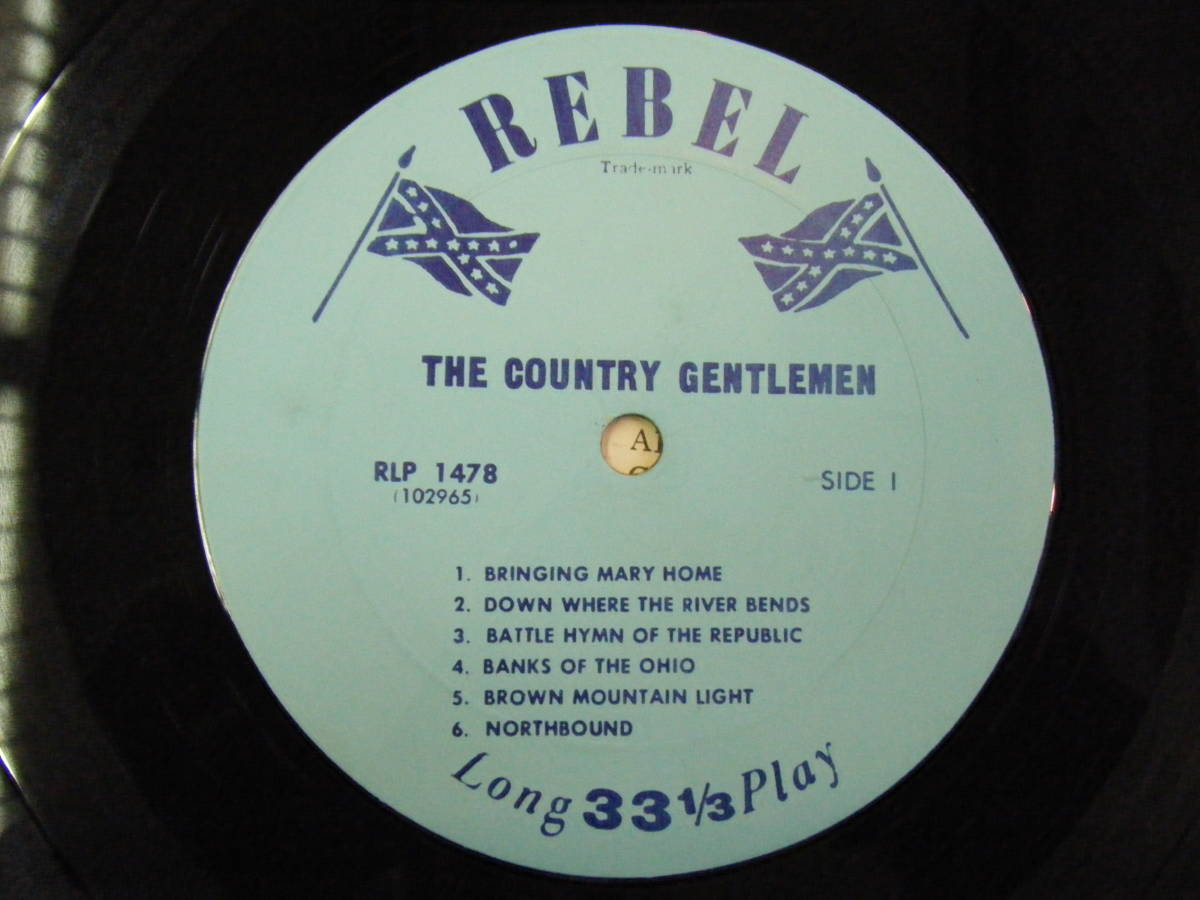 REBEL
Trade-mark
THE COUNTRY GENTLEMEN
RLP 1478
(102965)
SIDE 1
1. BRINGING MARY HOME
2. DOWN WHERE THE RIVER BENDS
3. BATTLE HYMN OF THE REPUBLIC
4. BANKS OF THE OHIO
5. BROWN MOUNTAIN LIGHT
6. NORTHBOUND
Long 33 1/3 Play